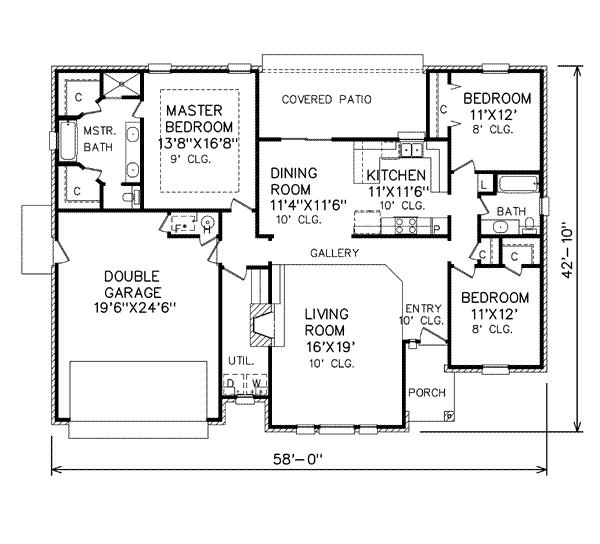 COVERED PATIO
C
MSTR.
BATH
C
MASTER
BEDROOM
13'8"X16'8"
9' CLG.
C
BEDROOM
11'X12'
8' CLG.
DINING
ROOM
11'4"X11'6"
10' CLG.
KITCHEN
11'X11'6"
10' CLG.
P
L
BATH
F
H
GALLERY
C
C
DOUBLE
GARAGE
19'6"X24'6"
LIVING
ROOM
16'X19'
10' CLG.
ENTRY
10' CLG.
BEDROOM
11'X12'
8' CLG.
UTIL.
D
W
PORCH
P
42'-10"
58'-0"